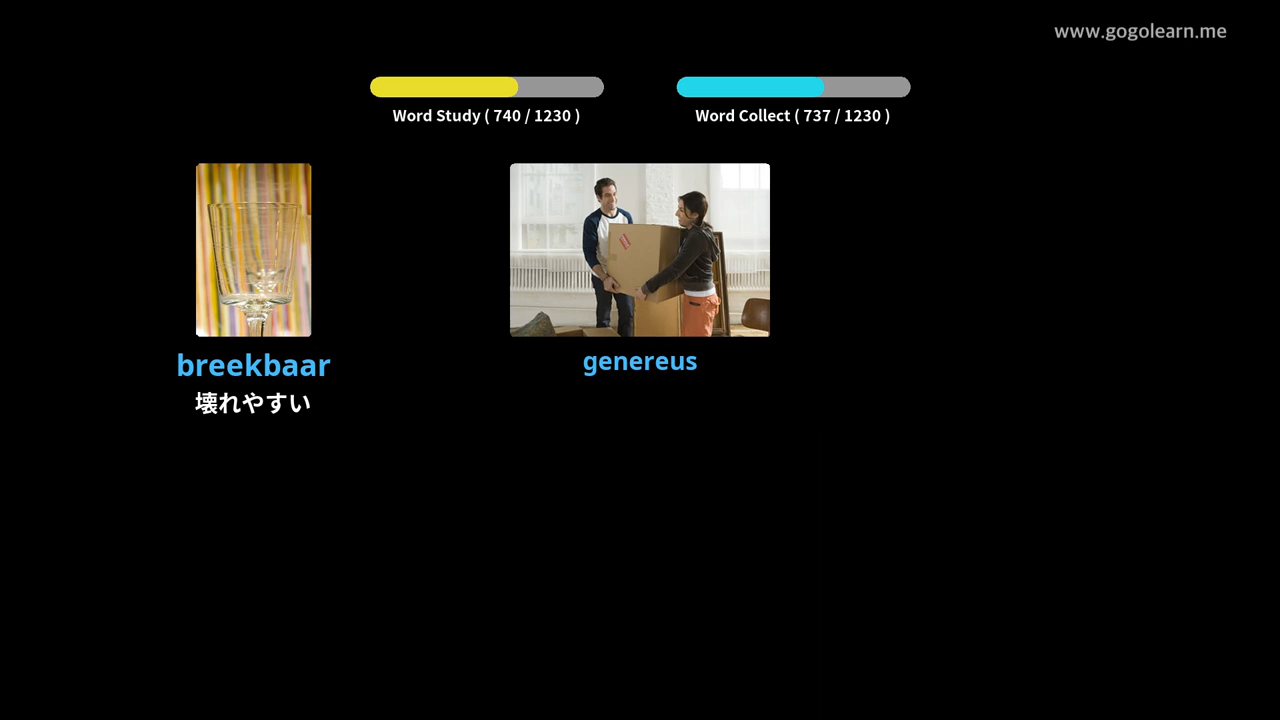 www.gogolearn.me
Word Study ( 740 / 1230 )
Word Collect ( 737 / 1230 )
breekbaar
壊れやすい
genereus